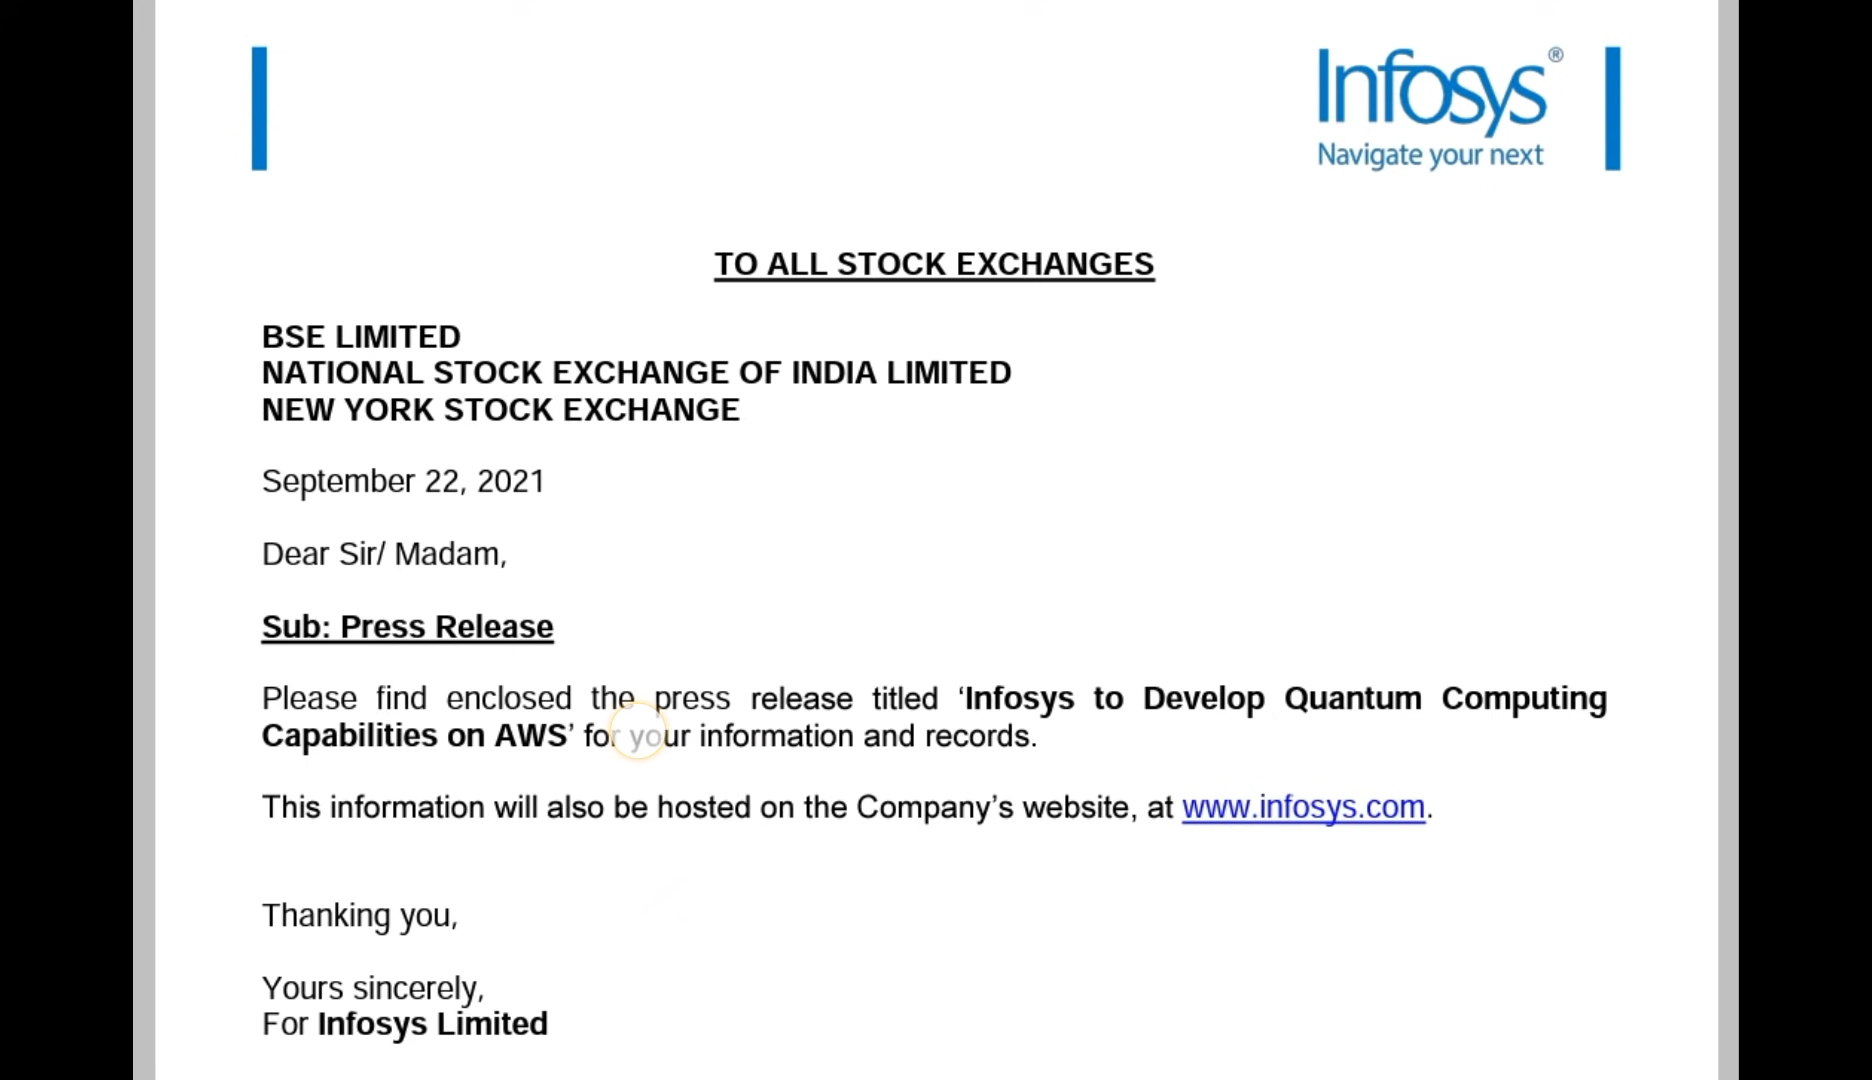 Infosys®
Navigate your next
TO ALL STOCK EXCHANGES
BSE LIMITED
NATIONAL STOCK EXCHANGE OF INDIA LIMITED
NEW YORK STOCK EXCHANGE
September 22, 2021
Dear Sir/ Madam,
Sub: Press Release
Please find enclosed the press release titled ‘Infosys to Develop Quantum Computing
Capabilities on AWS’ for your information and records.
This information will also be hosted on the Company’s website, at www.infosys.com.
Thanking you,
Yours sincerely,
For Infosys Limited